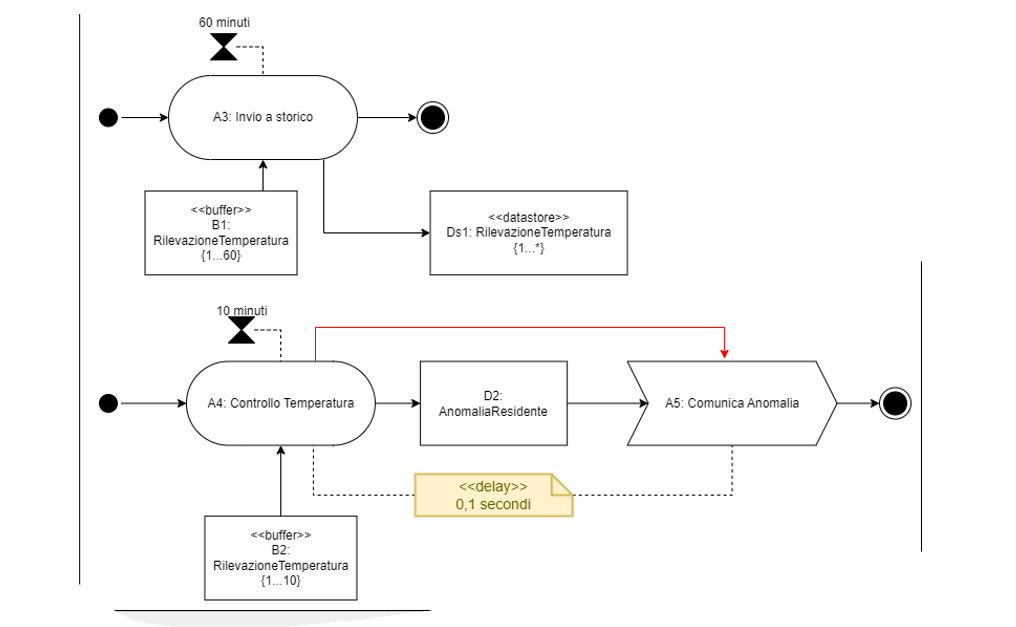 60 minuti
A3: Invio a storico
<<buffer>>
B1:
RilevazioneTemperatura
{1...60}
<<datastore>>
Ds1: RilevazioneTemperatura
{1...*}
10 minuti
A4: Controllo Temperatura
D2:
AnomaliaResidente
A5: Comunica Anomalia
<<delay>>
0,1 secondi
<<buffer>>
B2:
RilevazioneTemperatura
{1...10}